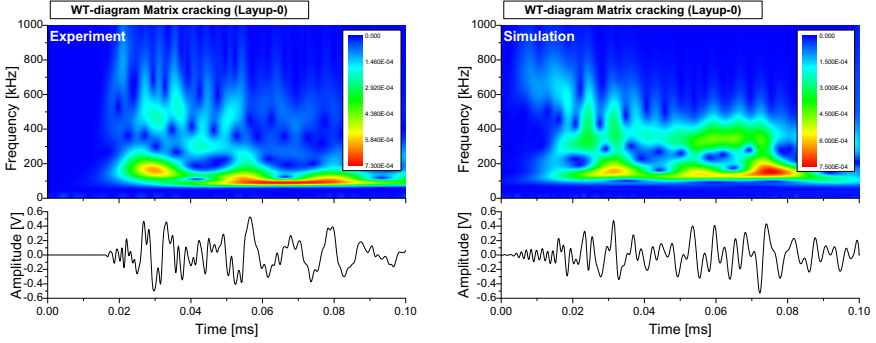 WT-diagram Matrix cracking (Layup-0)
Experiment
Frequency [kHz]
1000
800
600
400
200
0
0.000
1.460E-04
2.920E-04
4.380E-04
5.840E-04
7.300E-04
Amplitude [V]
0.6
0.4
0.2
0.0
-0.2
-0.4
-0.6
0.00
0.02
0.04
0.06
0.08
0.10
Time [ms]
WT-diagram Matrix cracking (Layup-0)
Simulation
Frequency [kHz]
1000
800
600
400
200
0
0.000
1.500E-04
3.000E-04
4.500E-04
6.000E-04
7.500E-04
Amplitude [V]
0.6
0.4
0.2
0.0
-0.2
-0.4
-0.6
0.00
0.02
0.04
0.06
0.08
0.10
Time [ms]